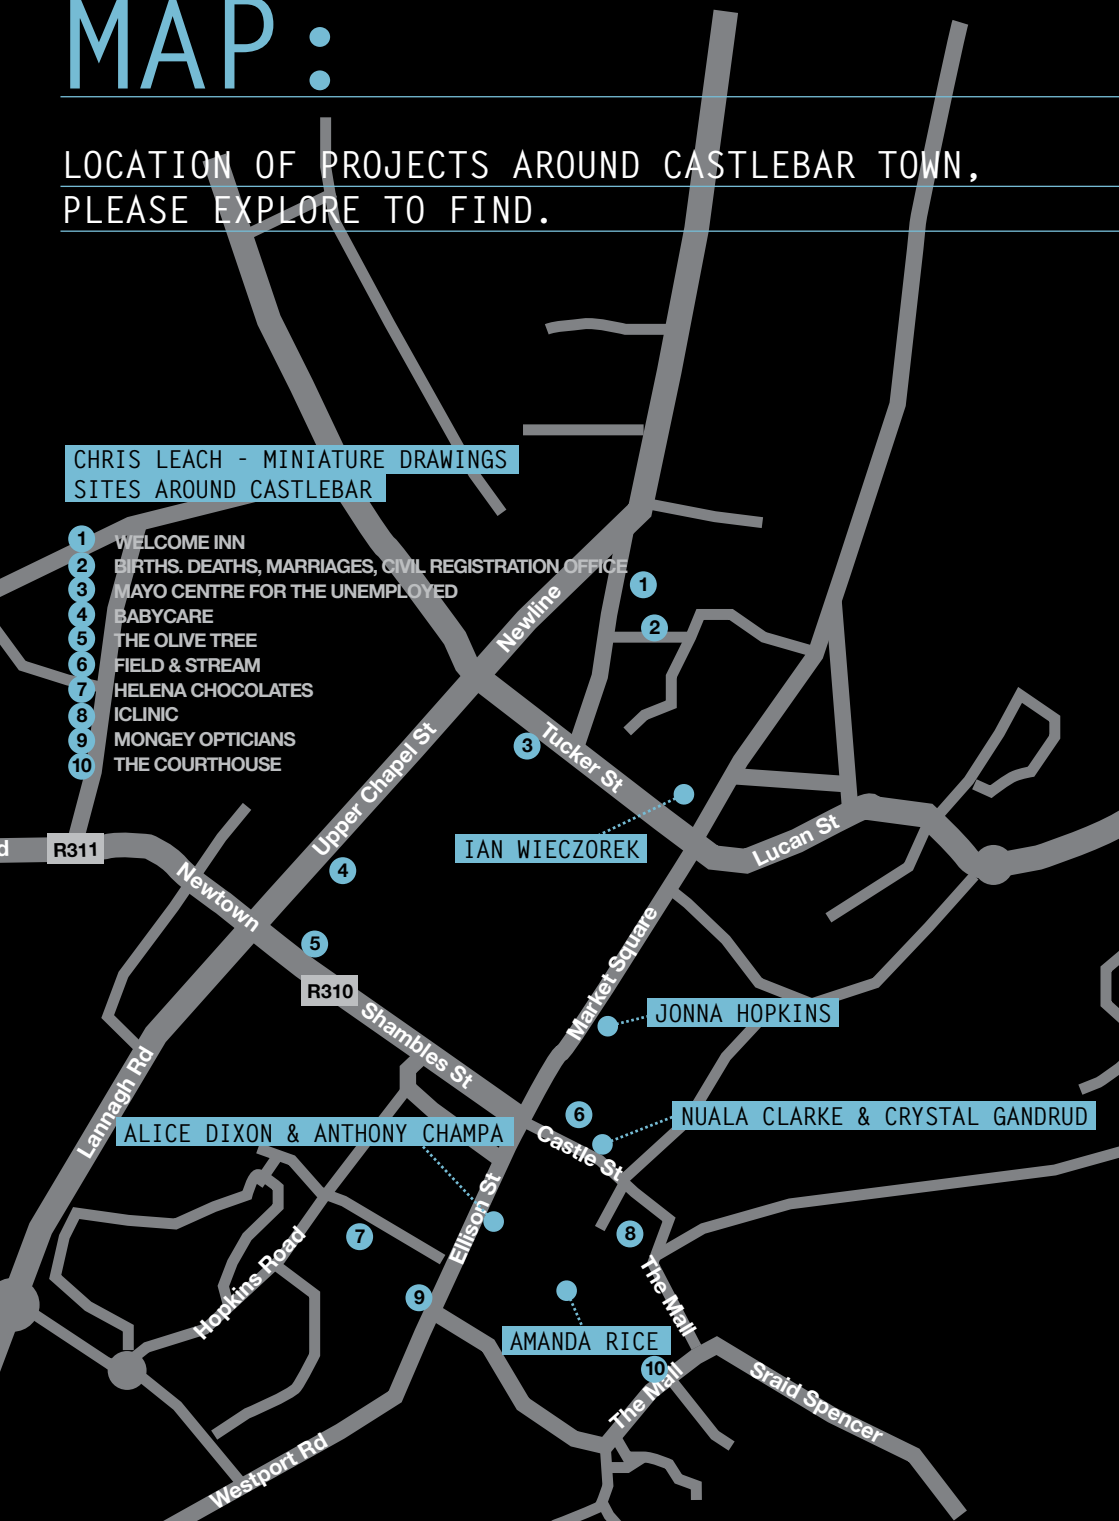 MAP:
LOCATION OF PROJECTS AROUND CASTLEBAR TOWN,
PLEASE EXPLORE TO FIND.
CHRIS LEACH - MINIATURE DRAWINGS
SITES AROUND CASTLEBAR
1 WELCOME INN
2 BIRTHS. DEATHS, MARRIAGES, CIVIL REGISTRATION OFFICE
3 MAYO CENTRE FOR THE UNEMPLOYED
4 BABYCARE
5 THE OLIVE TREE
6 FIELD & STREAM
7 HELENA CHOCOLATES
8 ICLINIC
9 MONGEY OPTICIANS
10 THE COURTHOUSE
1
Newline
2
3
Tucker St
Upper Chapel St
IAN WIECZOREK
Lucan St
d
R311
4
Newtown
5
Market Square
R310
JONNA HOPKINS
Shambles St
Lannagh Rd
6
NUALA CLARKE & CRYSTAL GANDRUD
ALICE DIXON & ANTHONY CHAMPA
Castle St
Ellison St
7
8
Hopkins Road
The Mall
9
AMANDA RICE
10
The Mall
Sraid Spencer
Westport Rd